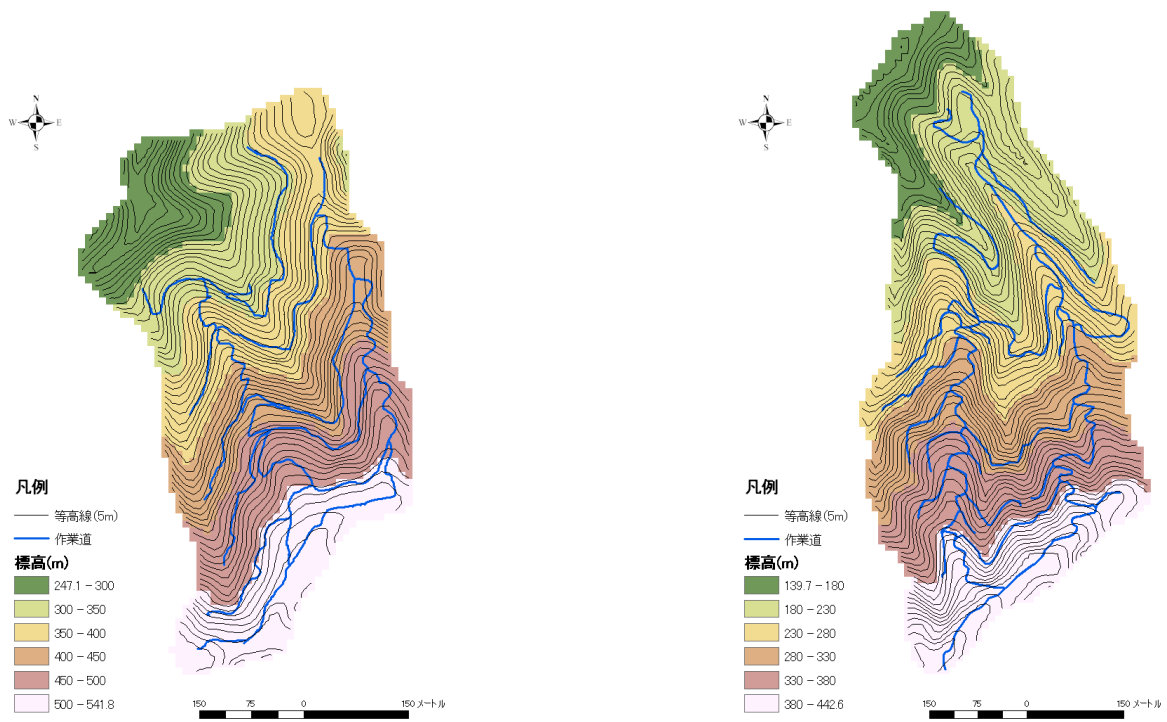 N
W E
S
凡例
等高線(5m)
作業道
標高(m)
247.1 - 300
300 - 350
350 - 400
400 - 450
450 - 500
500 - 541.8
150 75 0 150 メートル
N
W E
S
凡例
等高線(5m)
作業道
標高(m)
139.7 - 180
180 - 230
230 - 280
280 - 330
330 - 380
380 - 442.6
150 75 0 150 メートル